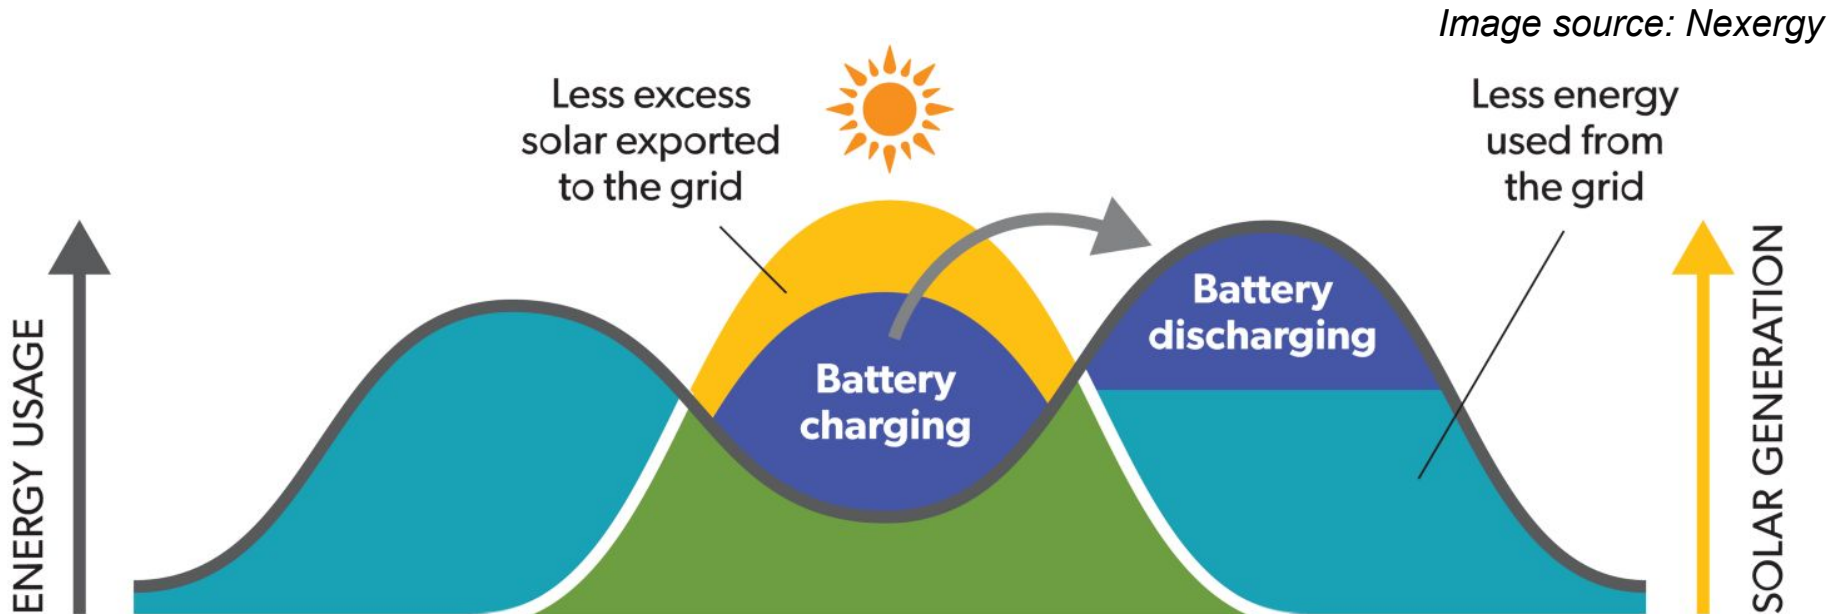 Image source: Nexergy
Less excess
solar exported
to the grid
Less energy
used from
the grid
Battery
discharging
Battery
charging
ENERGY USAGE
SOLAR GENERATION